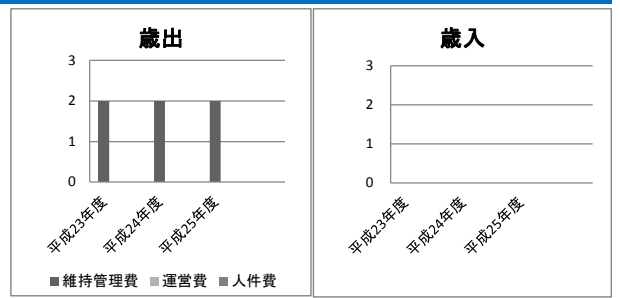 歳出
3
2
1
0
平成23年度
平成24年度
平成25年度
■維持管理費 ■運営費 ■人件費
歳入
3
2
1
0
平成23年度
平成24年度
平成25年度